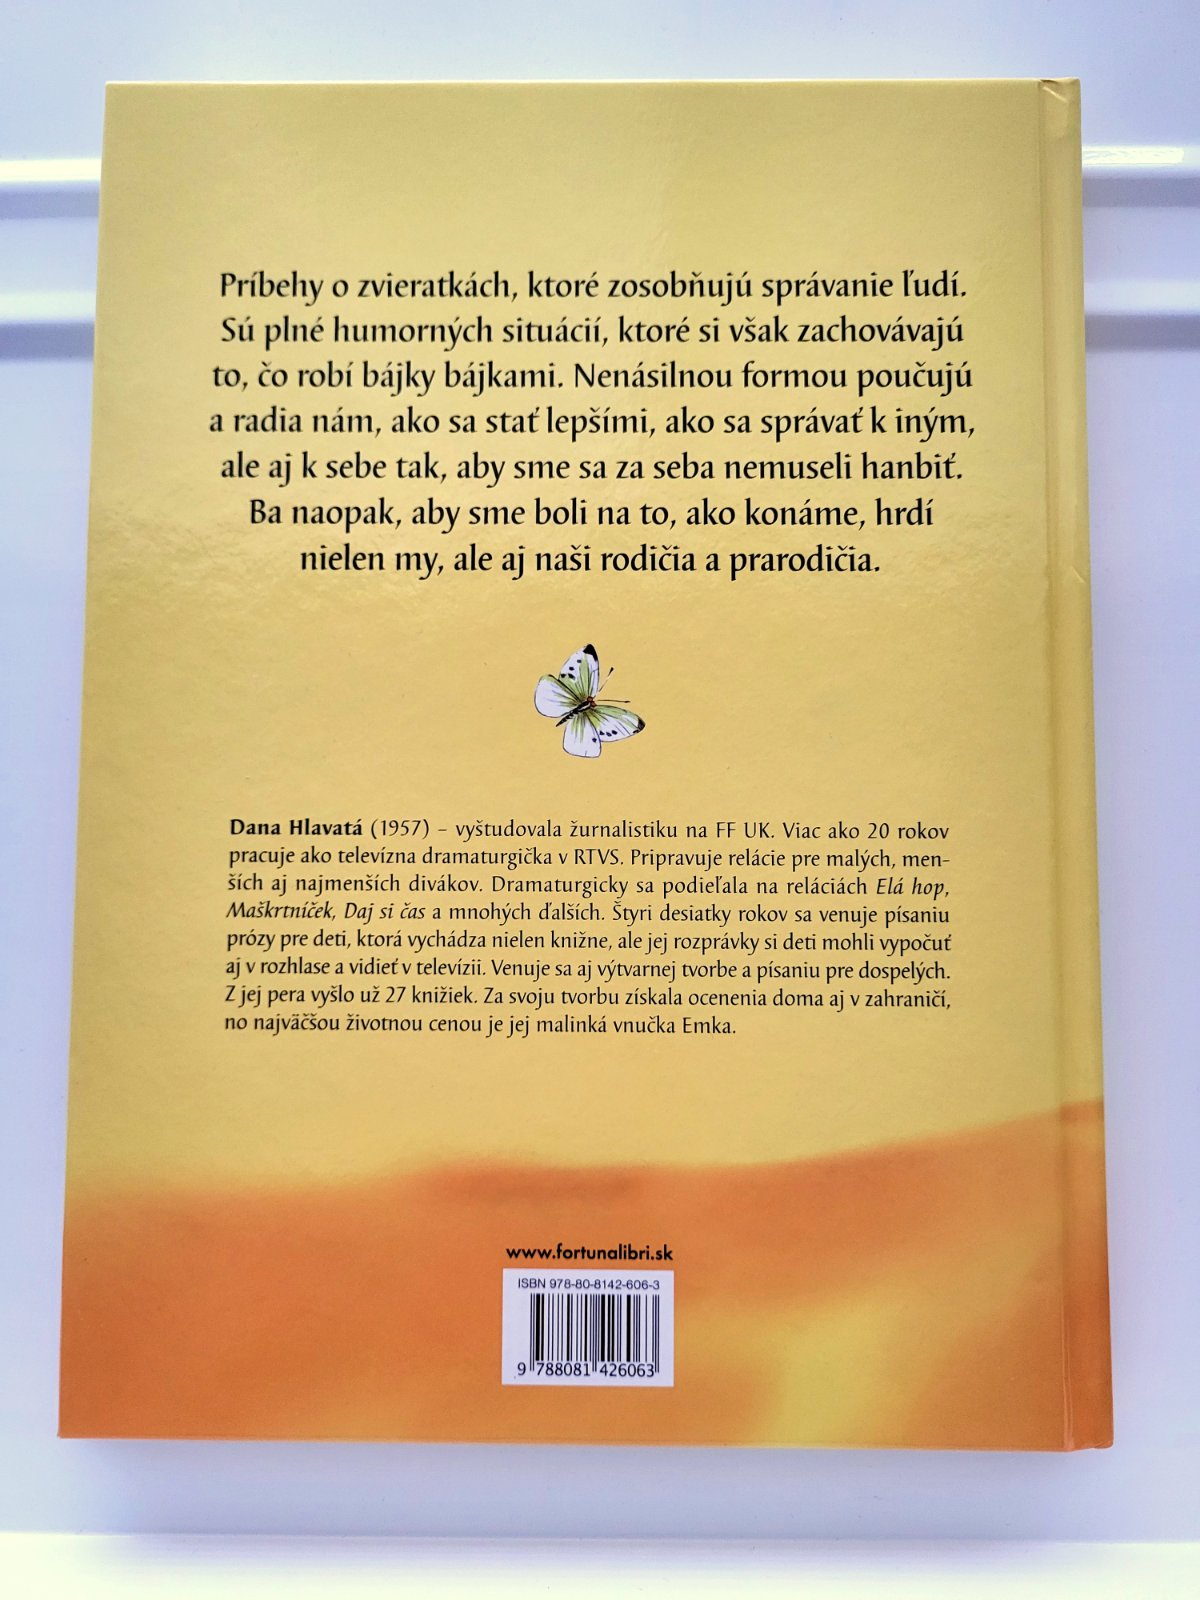 Príbehy o zvieratkách, ktoré zosobňujú správanie ľudí.
Sú plné humorných situácií, ktoré si však zachovávajú
to, čo robí bájky bájkami. Nenásilnou formou poučujú
a radia nám, ako sa stať lepšími, ako sa správať k iným,
ale aj k sebe tak, aby sme sa za seba nemuseli hanbiť.
Ba naopak, aby sme boli na to, ako konáme, hrdí
nielen my, ale aj naši rodičia a prarodičia.
Dana Hlavatá (1957) – vyštudovala žurnalistiku na FF UK. Viac ako 20 rokov
pracuje ako televízna dramaturgička v RTVS. Pripravuje relácie pre malých, men-
ších aj najmenších divákov. Dramaturgicky sa podieľala na reláciách Elá hop,
Maškrtníček, Daj si čas a mnohých ďalších. Štyri desiatky rokov sa venuje písaniu
prózy pre deti, ktorá vychádza nielen knižne, ale jej rozprávky si deti mohli vypočuť
aj v rozhlase a vidieť v televízii. Venuje sa aj výtvarnej tvorbe a písaniu pre dospelých.
Z jej pera vyšlo už 27 knižiek. Za svoju tvorbu získala ocenenia doma aj v zahraničí,
no najväčšou životnou cenou je jej malinká vnučka Emka.
www.fortunalibri.sk
ISBN 978-80-8142-606-3
9 788081 426063